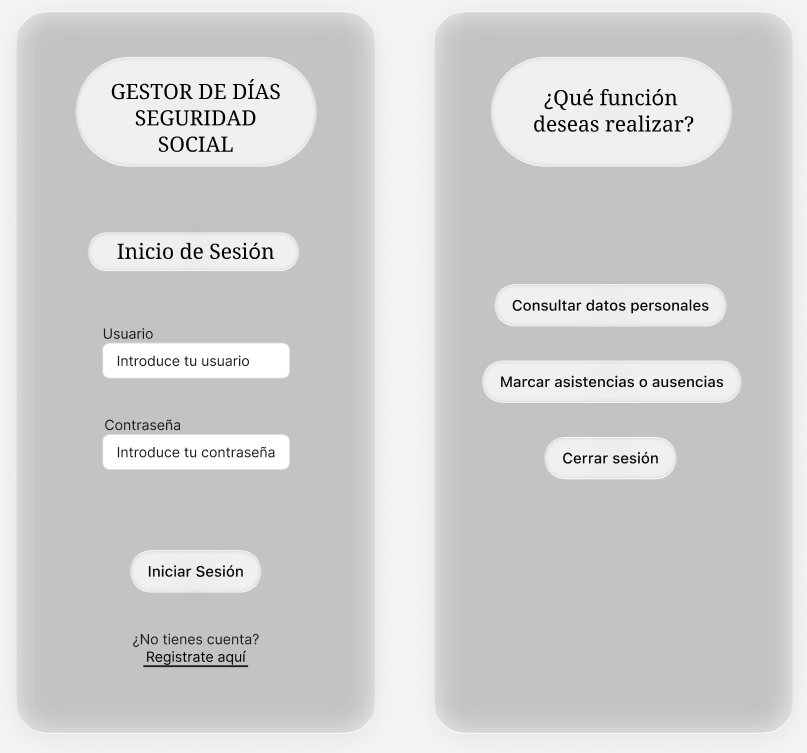 GESTOR DE DÍAS
SEGURIDAD
SOCIAL
Inicio de Sesión
Usuario
Introduce tu usuario
Contraseña
Introduce tu contraseña
Iniciar Sesión
¿No tienes cuenta?
Registrate aquí
¿Qué función
deseas realizar?
Consultar datos personales
Marcar asistencias o ausencias
Cerrar sesión